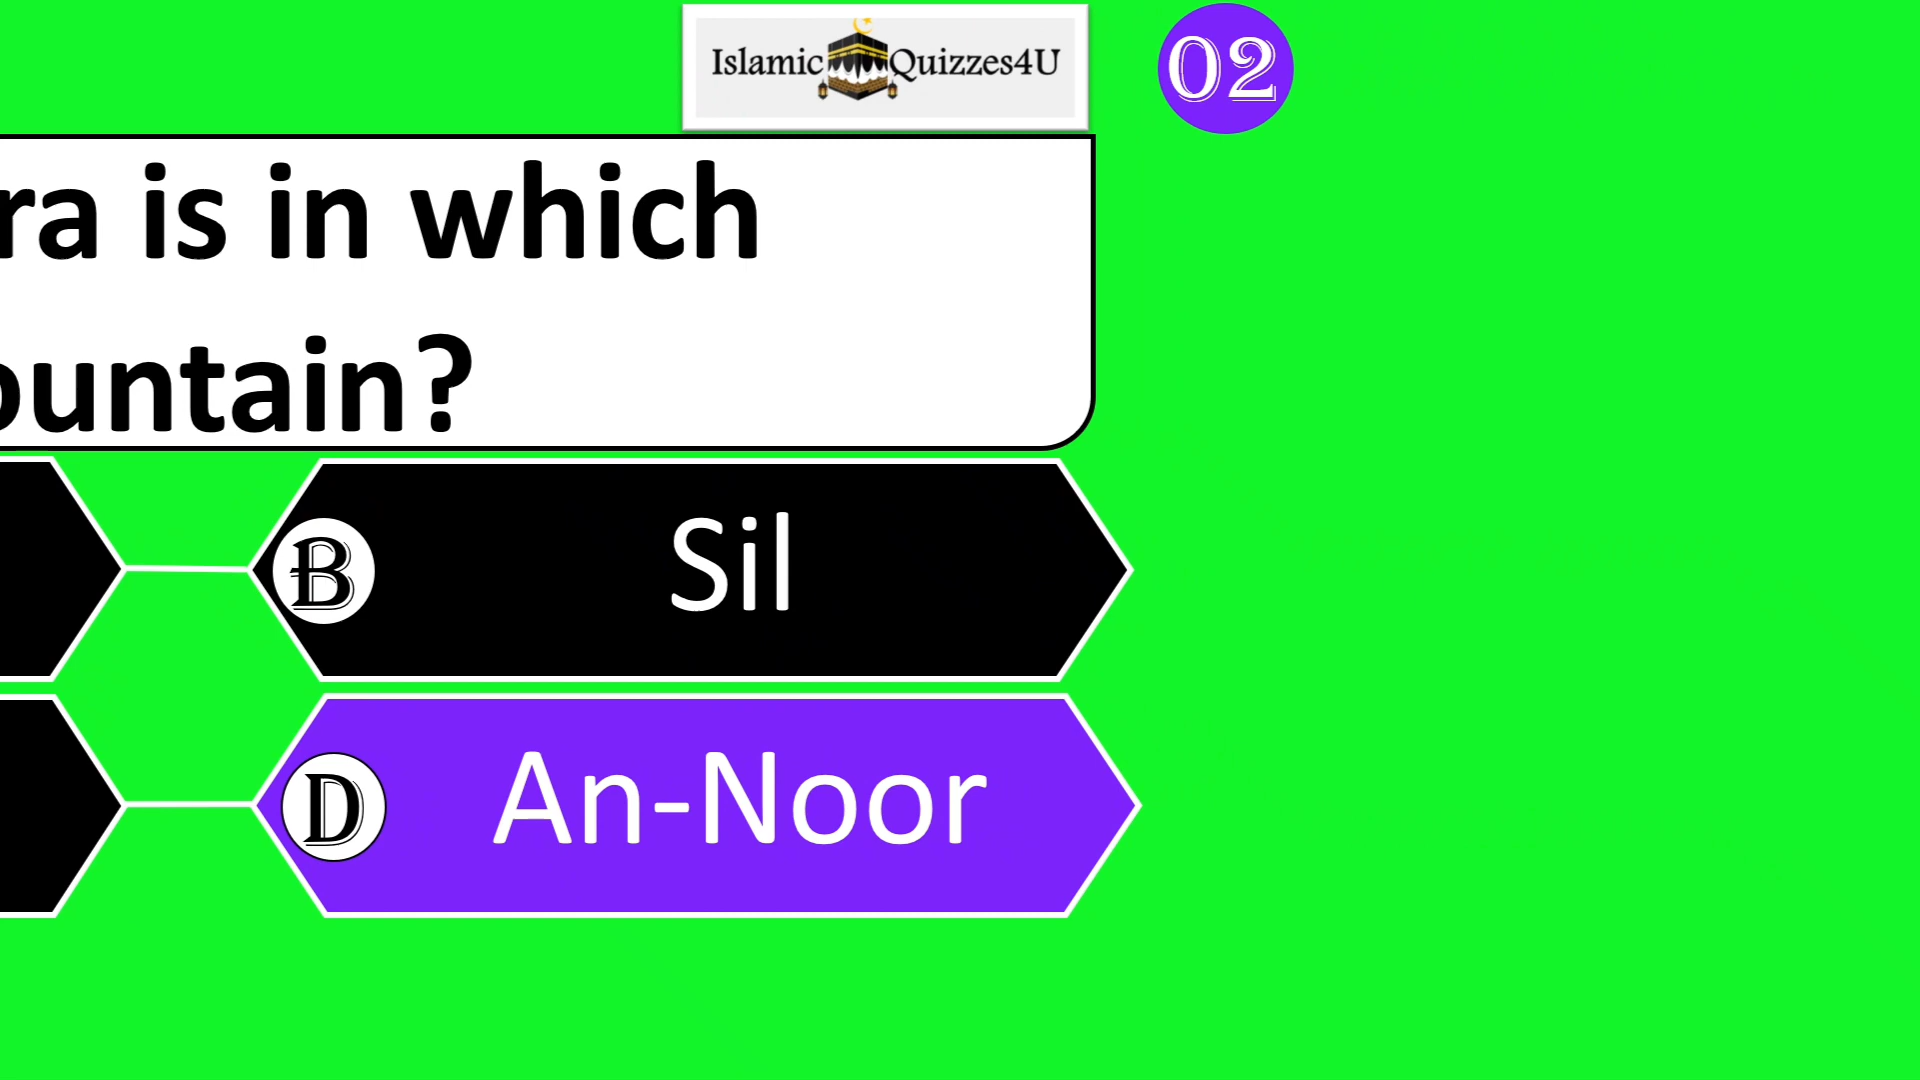 Islamic Quizzes4U
02
ra is in which
ountain?
B Sil
D An-Noor